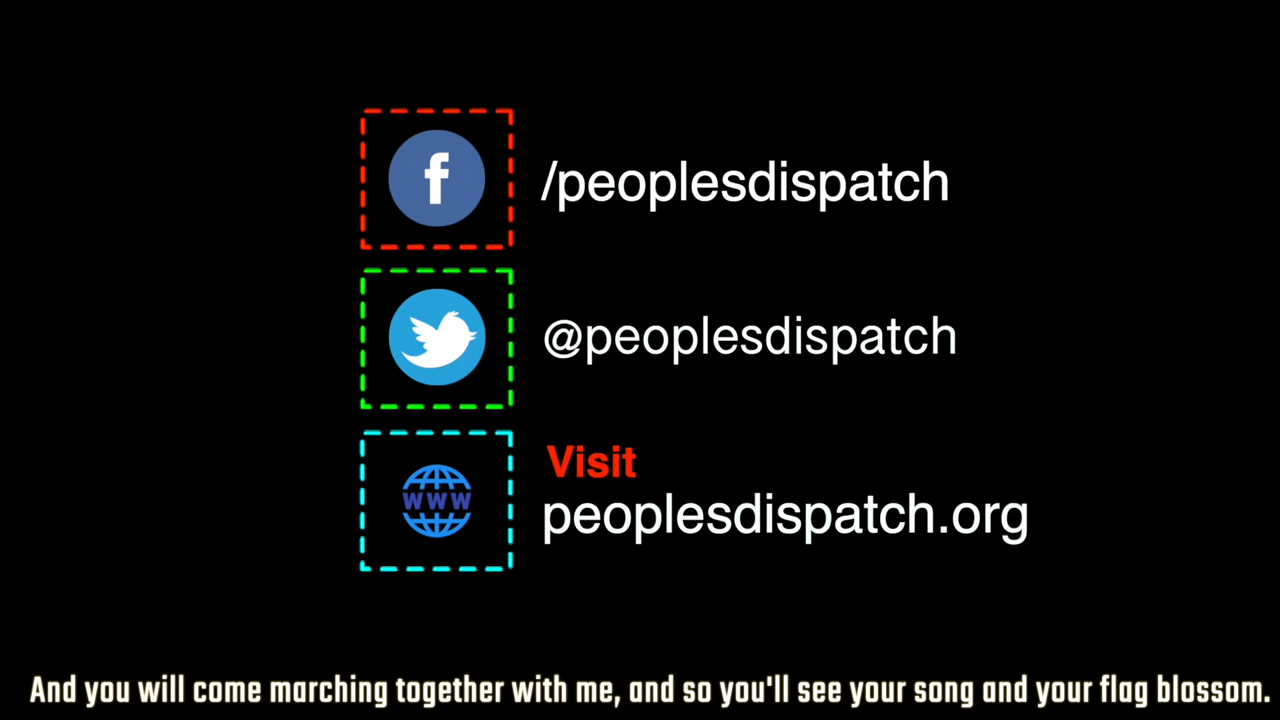 f
/peoplesdispatch
@peoplesdispatch
WWW
Visit
peoplesdispatch.org
And you will come marching together with me, and so you'll see your song and your flag blossom.